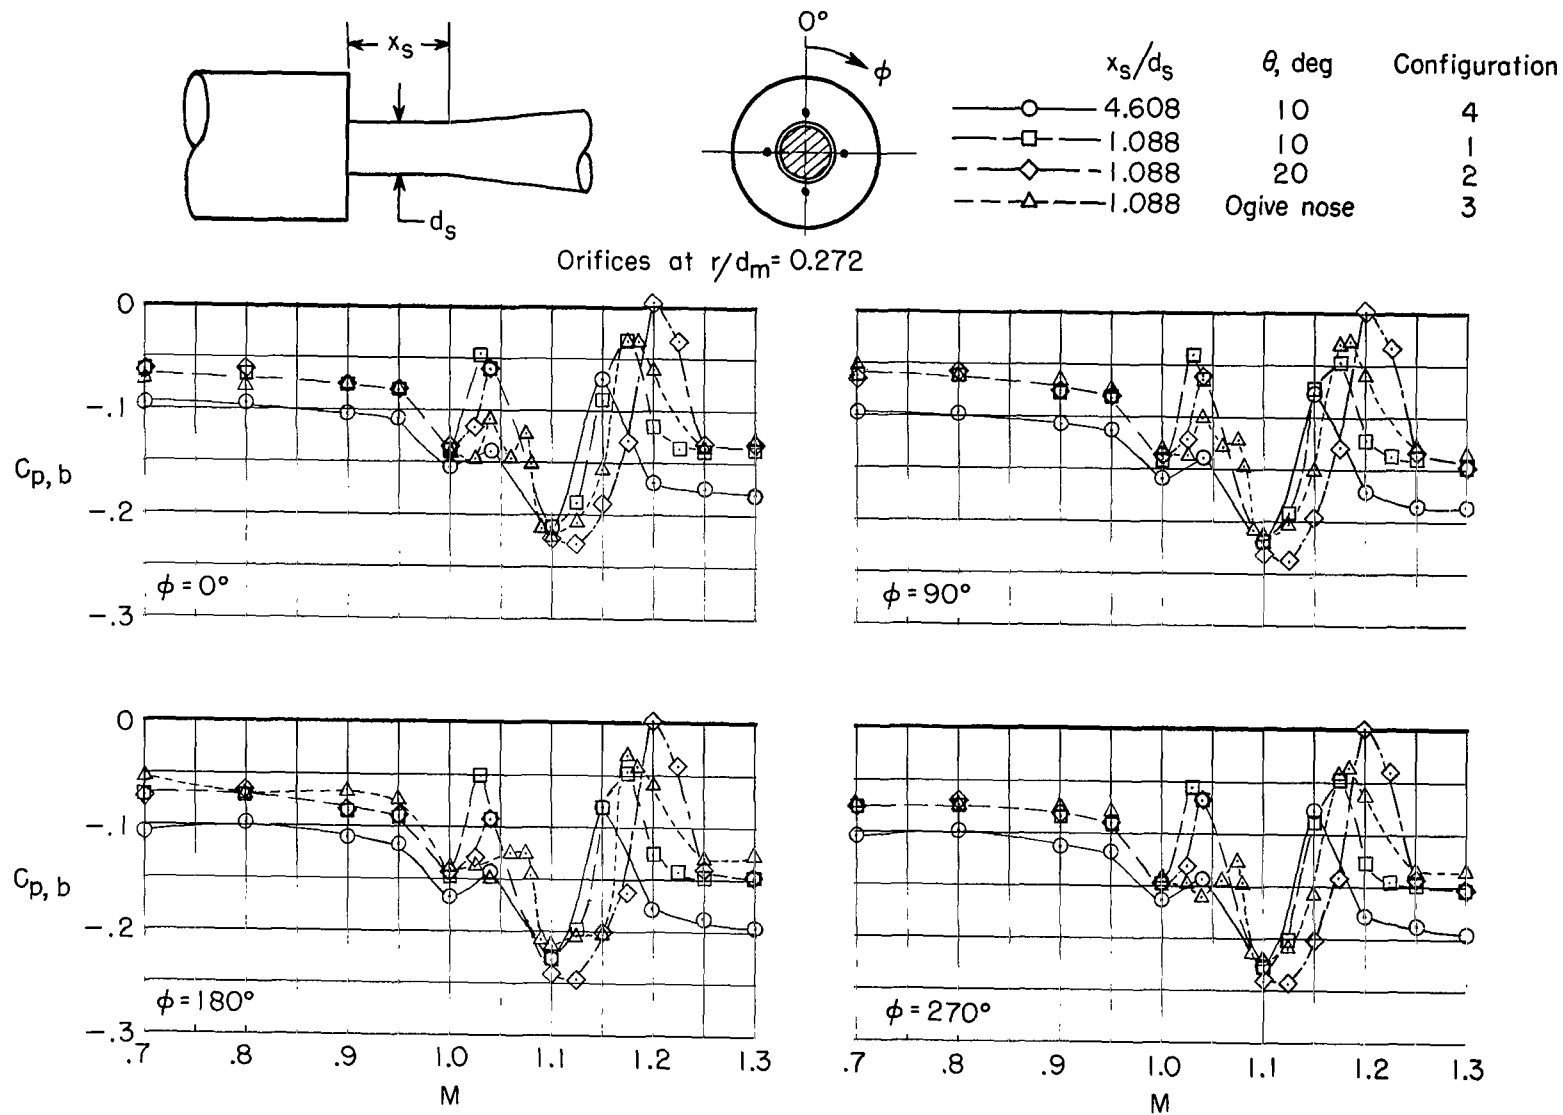 x_s
d_s
0°
φ
x_s/d_s θ, deg Configuration
4.608 10 4
1.088 10 1
1.088 20 2
1.088 Ogive nose 3
Orifices at r/d_m = 0.272
0
-.1
C_p, b
-.2
-.3
φ = 0°
φ = 90°
0
-.1
C_p, b
-.2
-.3
φ = 180°
φ = 270°
.7 .8 .9 1.0 1.1 1.2 1.3
M
.7 .8 .9 1.0 1.1 1.2 1.3
M